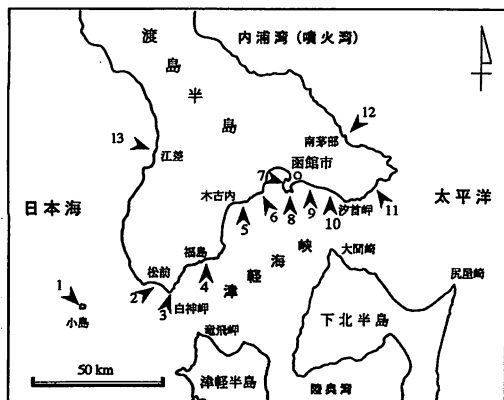 渡島半島
内浦湾（噴火湾）
12
南茅部
13
江差
函館市
7
日本海
木古内
太平洋
5
6
8
9
10
汐首岬
11
福島
4
津軽海峡
大間崎
尻屋崎
1
小島
松前
2
3
白神岬
竜飛岬
下北半島
50 km
津軽半島
陸奥湾